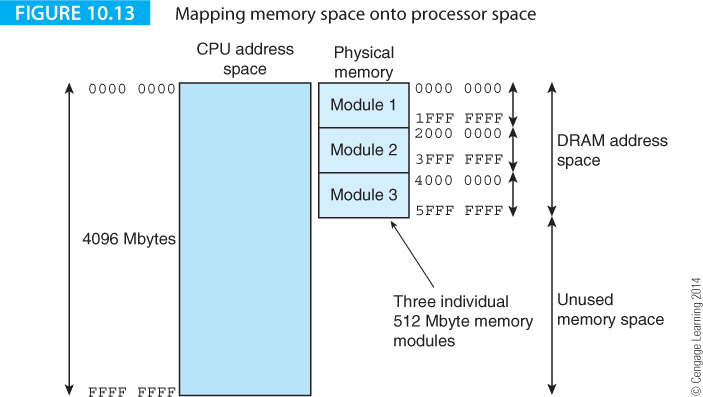 FIGURE 10.13 Mapping memory space onto processor space
CPU address
space
Physical
memory
0000 0000
Module 1
0000 0000
1FFF FFFF
Module 2
2000 0000
3FFF FFFF
Module 3
4000 0000
5FFF FFFF
DRAM address
space
4096 Mbytes
Three individual
512 Mbyte memory
modules
Unused
memory space
FFFF FFFF
© Cengage Learning 2014